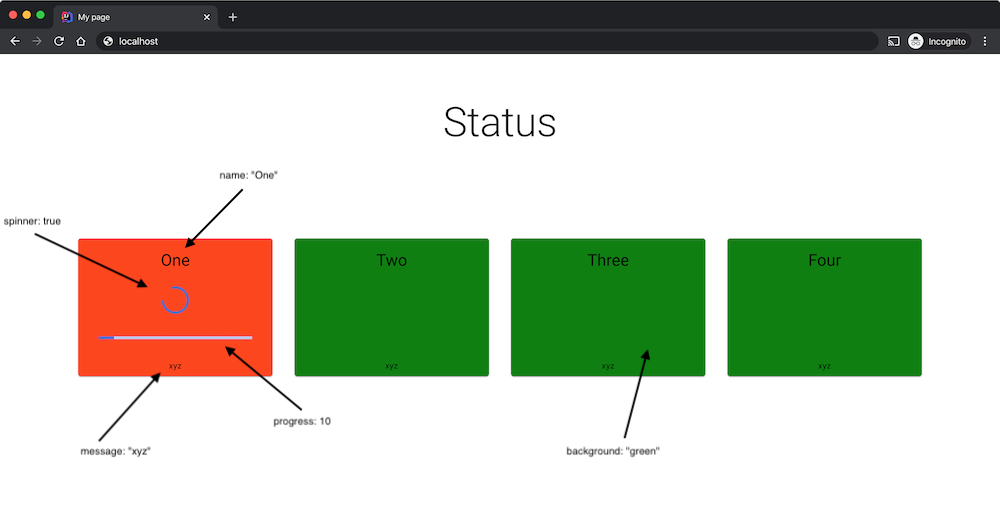 My page
localhost
Incognito
Status
name: "One"
spinner: true
One
Two
Three
Four
xyz
xyz
xyz
xyz
progress: 10
message: "xyz"
background: "green"